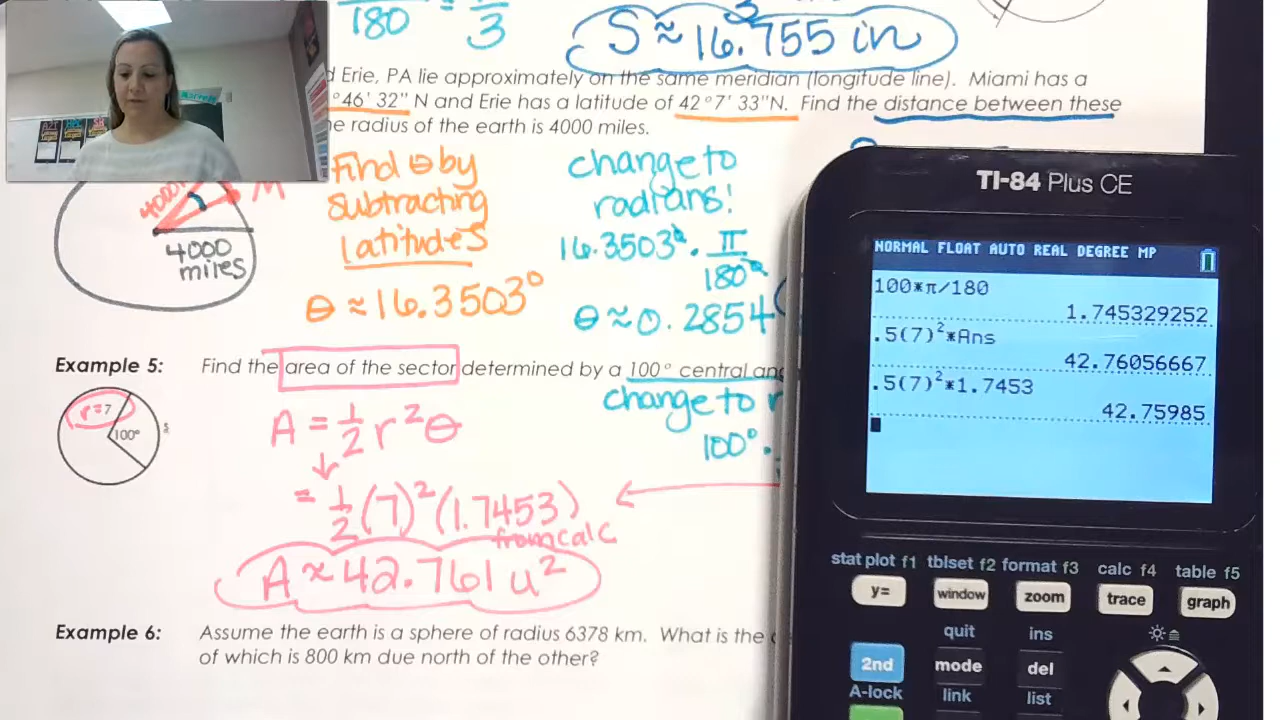 180 = 3
S ≈ 16.755 in
d Erie, PA lie approximately on the same meridian (longitude line). Miami has a
°46' 32" N and Erie has a latitude of 42°7' 33"N. Find the distance between these
e radius of the earth is 4000 miles.
4000
M
4000
miles
Find θ by
subtracting
latitudes
θ ≈ 16.3503°
change to
radians!
16.3503° · π
180°
θ ≈ 0.2854
Example 5: Find the area of the sector determined by a 100° central an
r=7
100°
s
A = 1/2 r²θ
= 1/2 (7)² (1.7453)
from calc
A ≈ 42.761 u²
change to r
100° ·
Example 6: Assume the earth is a sphere of radius 6378 km. What is the
of which is 800 km due north of the other?
TI-84 Plus CE
NORMAL FLOAT AUTO REAL DEGREE MP
100*π/180
1.745329252
.5(7)²*Ans
42.76056667
.5(7)²*1.7453
42.75985
stat plot f1 tblset f2 format f3 calc f4 table f5
y= window zoom trace graph
quit ins
2nd mode del
A-lock link list